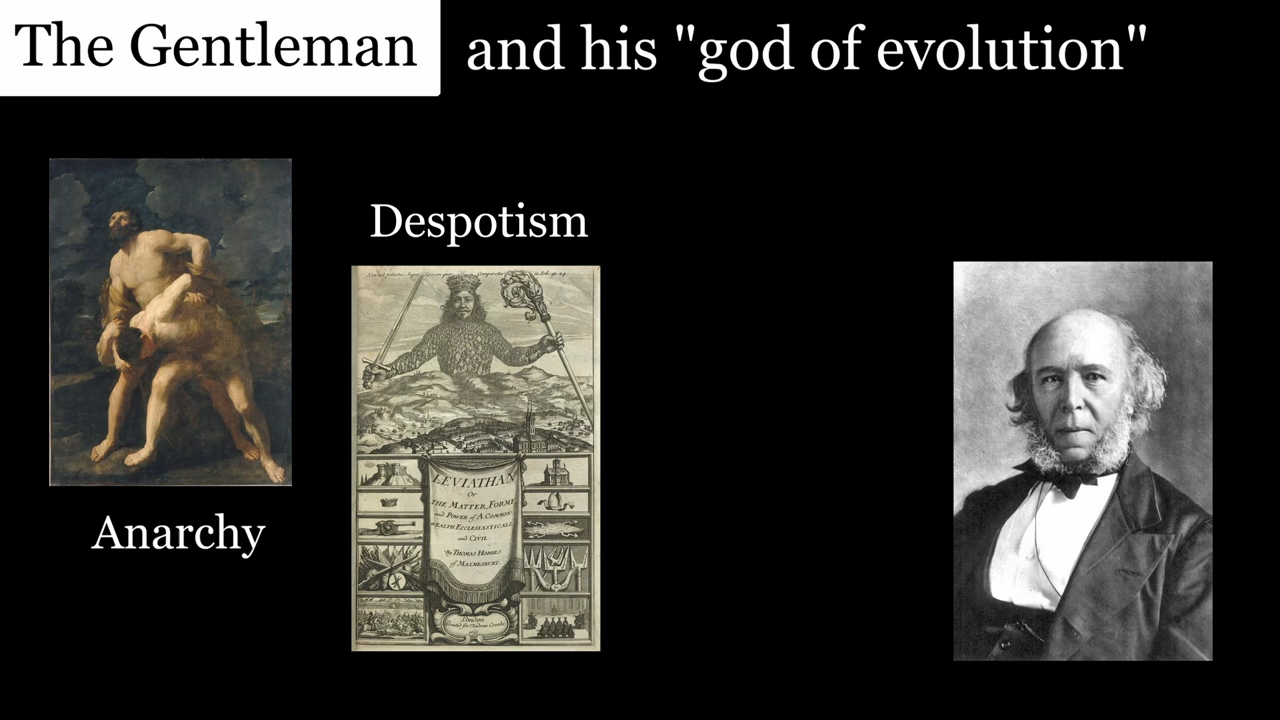 The Gentleman and his "god of evolution"
Despotism
Anarchy
LEVIATHAN
Or
THE MATTER, FORME
and POWER of A COMMON-
WEALTH ECCLESIASTICALL
and CIVIL.
By THOMAS HOBBES
of MALMESBURY.
London